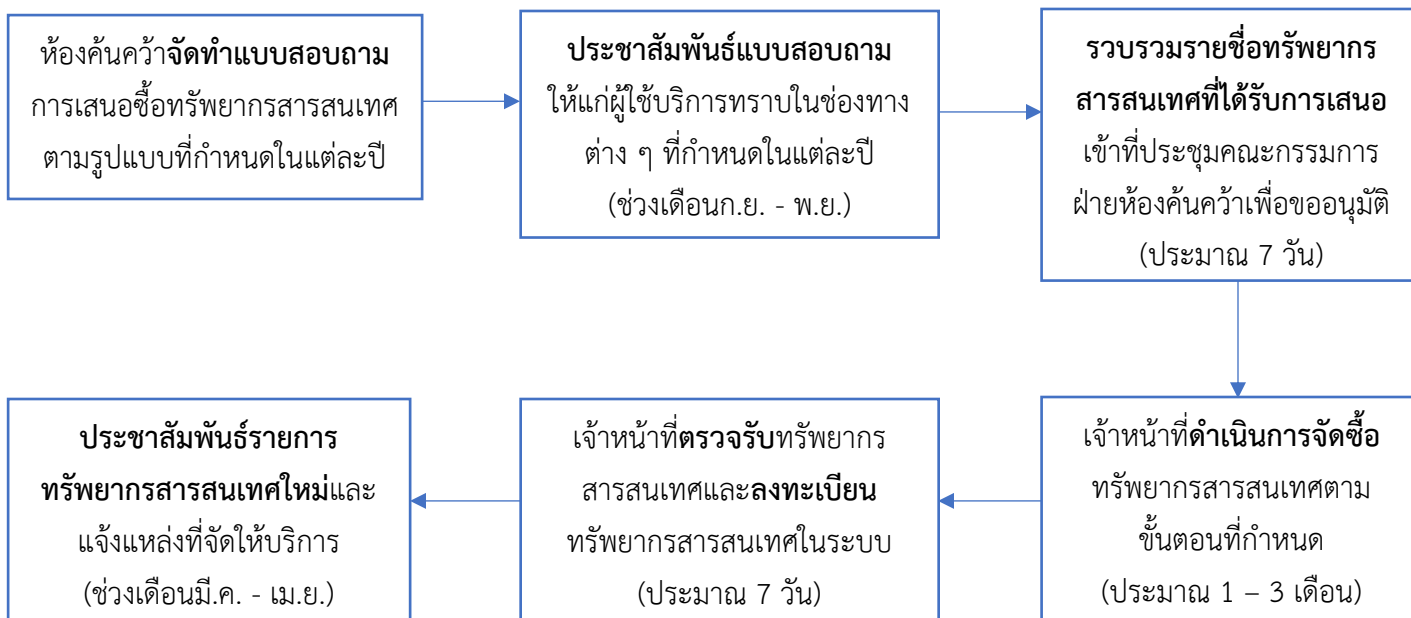 ห้องค้นคว้าจัดทำแบบสอบถาม
การเสนอซื้อทรัพยากรสารสนเทศ
ตามรูปแบบที่กำหนดในแต่ละปี
ประชาสัมพันธ์แบบสอบถาม
ให้แก่ผู้ใช้บริการทราบในช่องทาง
ต่าง ๆ ที่กำหนดในแต่ละปี
(ช่วงเดือนก.ย. - พ.ย.)
รวบรวมรายชื่อทรัพยากร
สารสนเทศที่ได้รับการเสนอ
เข้าที่ประชุมคณะกรรมการ
ฝ่ายห้องค้นคว้าเพื่อขออนุมัติ
(ประมาณ 7 วัน)
เจ้าหน้าที่ดำเนินการจัดซื้อ
ทรัพยากรสารสนเทศตาม
ขั้นตอนที่กำหนด
(ประมาณ 1 – 3 เดือน)
เจ้าหน้าที่ตรวจรับทรัพยากร
สารสนเทศและลงทะเบียน
ทรัพยากรสารสนเทศในระบบ
(ประมาณ 7 วัน)
ประชาสัมพันธ์รายการ
ทรัพยากรสารสนเทศใหม่และ
แจ้งแหล่งที่จัดให้บริการ
(ช่วงเดือนมี.ค. - เม.ย.)